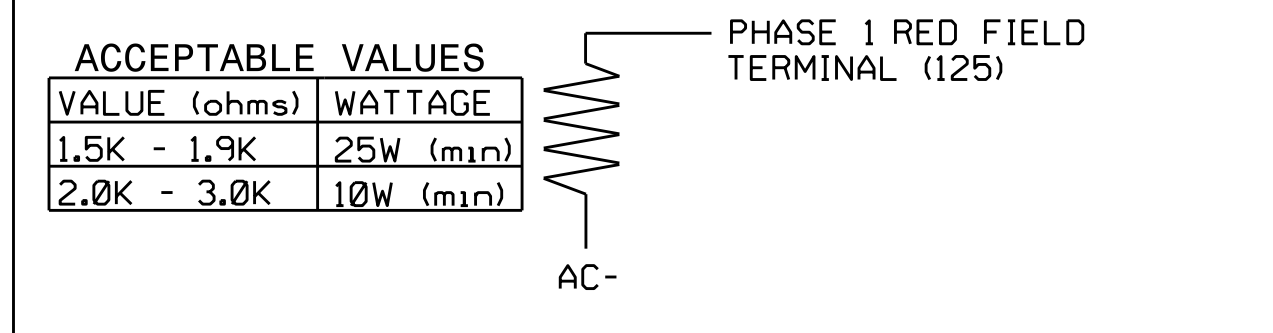 ACCEPTABLE VALUES
VALUE (ohms) WATTAGE
1.5K - 1.9K 25W (min)
2.0K - 3.0K 10W (min)
PHASE 1 RED FIELD
TERMINAL (125)
AC-